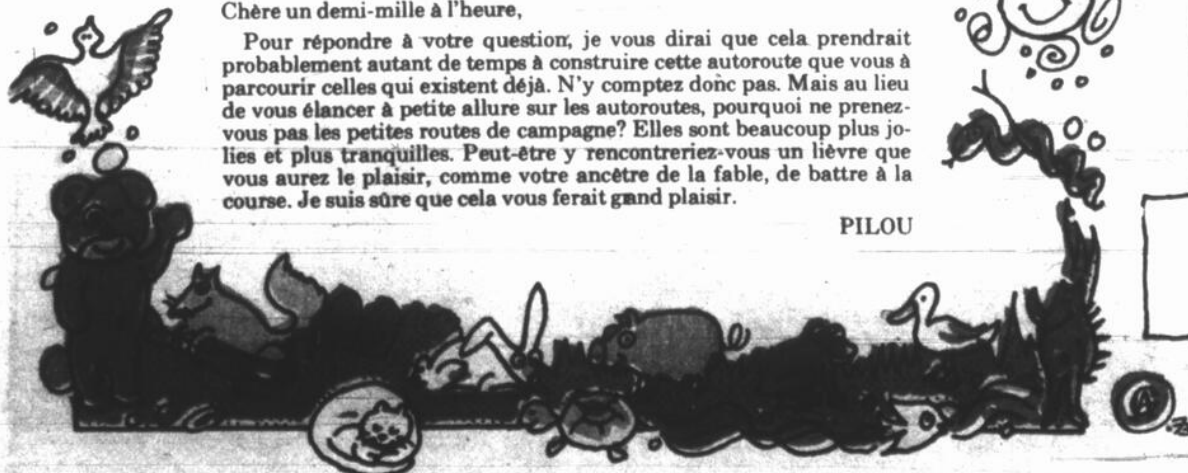 Chère un demi-mille à l'heure,
Pour répondre à votre question, je vous dirai que cela prendrait
probablement autant de temps à construire cette autoroute que vous à
parcourir celles qui existent déjà. N'y comptez donc pas. Mais au lieu
de vous élancer à petite allure sur les autoroutes, pourquoi ne prenez-
vous pas les petites routes de campagne? Elles sont beaucoup plus jo-
lies et plus tranquilles. Peut-être y rencontreriez-vous un lièvre que
vous aurez le plaisir, comme votre ancêtre de la fable, de battre à la
course. Je suis sûre que cela vous ferait grand plaisir.
PILOU